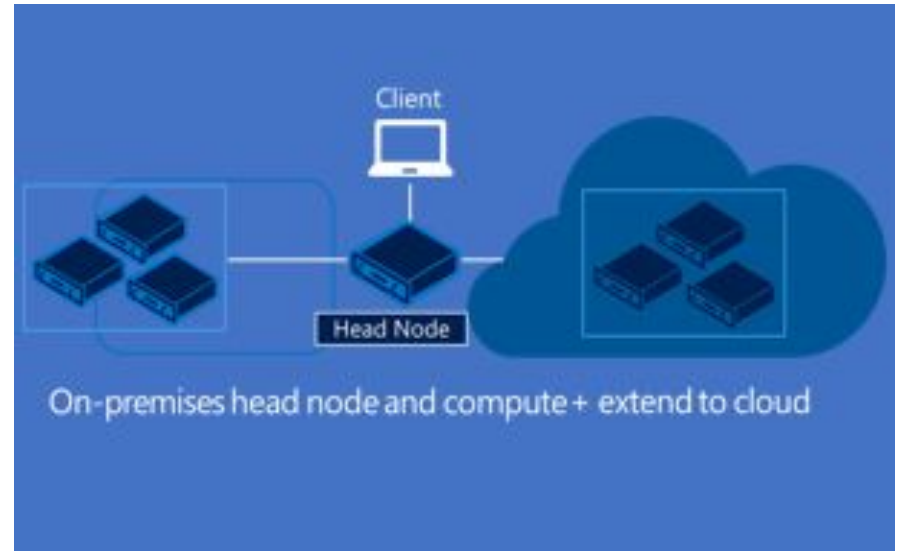 Client
Head Node
On-premises head node and compute + extend to cloud